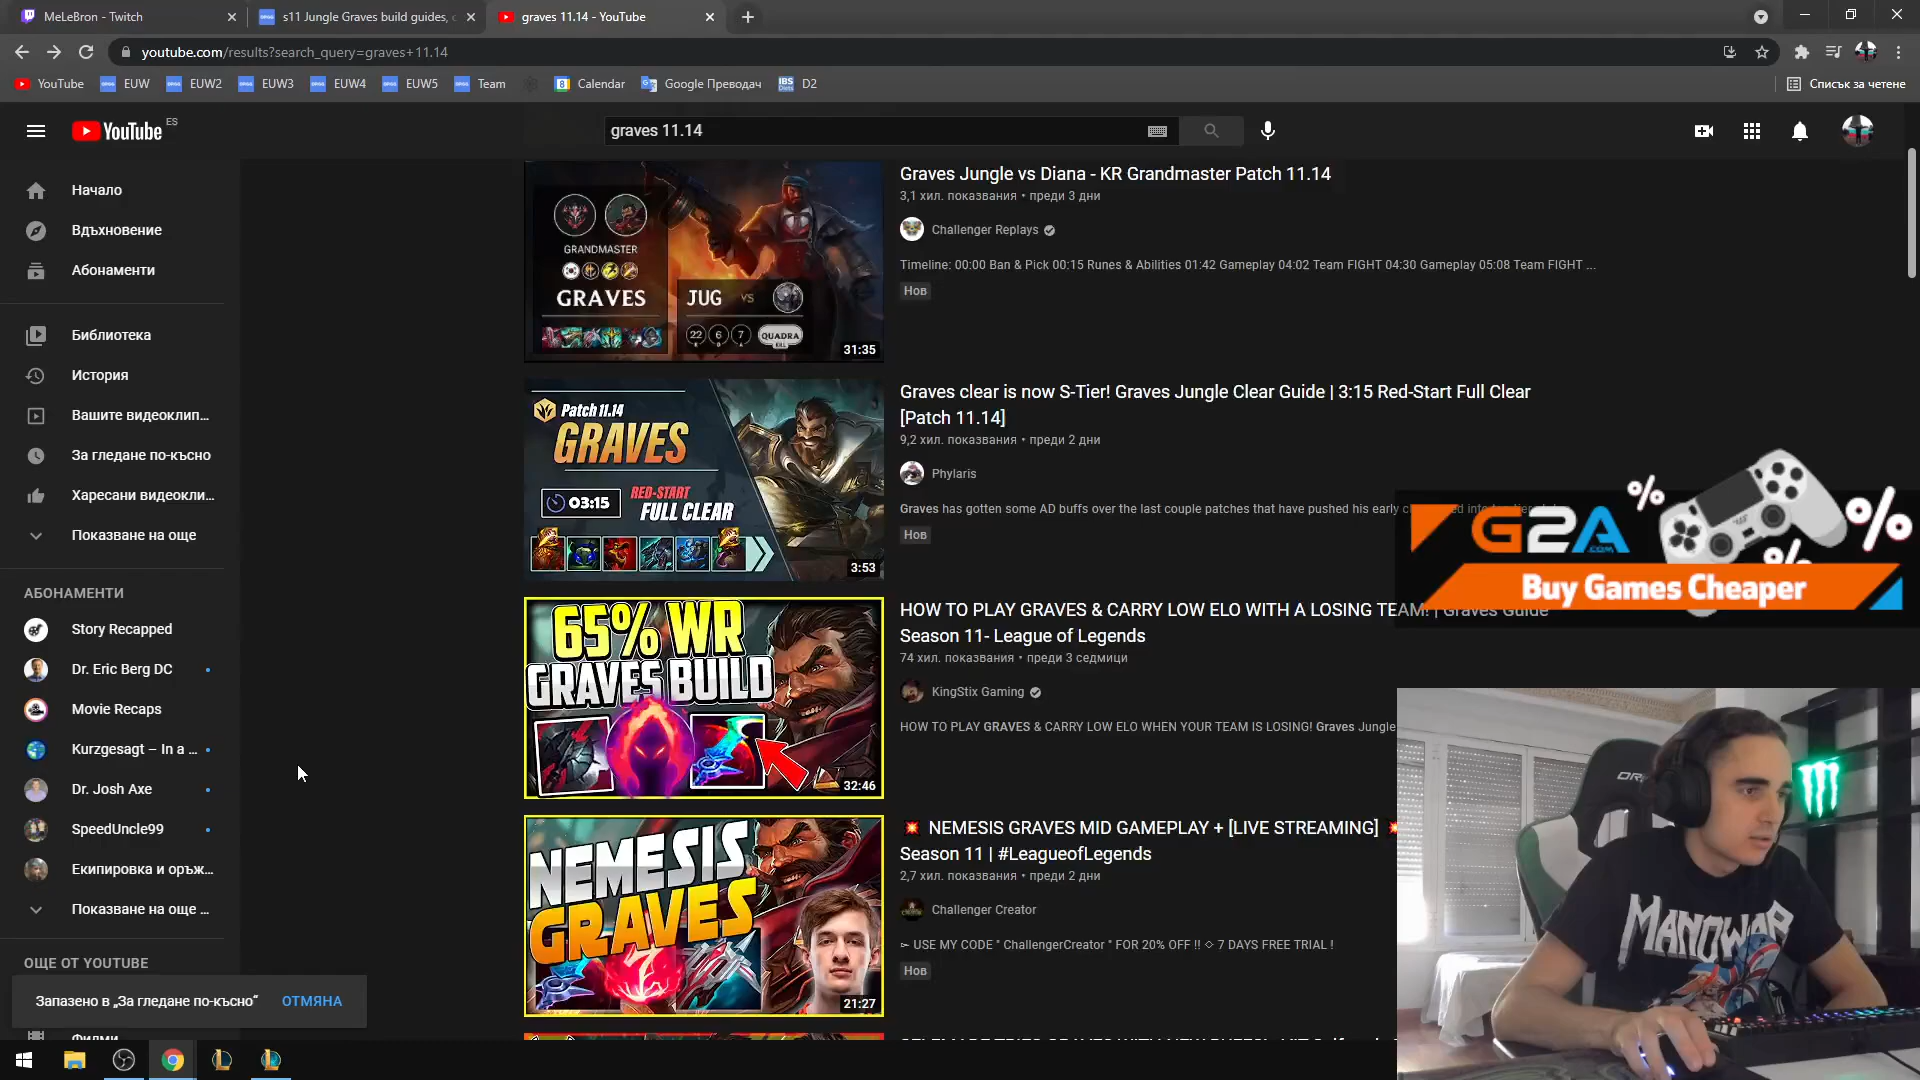 MeLeBron - Twitch
s11 Jungle Graves build guides, c
graves 11.14 - YouTube
youtube.com/results?search_query=graves+11.14
YouTube
EUW
EUW2
EUW3
EUW4
EUW5
Team
Calendar
Google Преводач
D2
Списък за четене
YouTube ES
graves 11.14
Начало
Вдъхновение
Абонаменти
Библиотека
История
Вашите видеоклип...
За гледане по-късно
Харесани видеокли...
Показване на още
АБОНАМЕНТИ
Story Recapped
Dr. Eric Berg DC
Movie Recaps
Kurzgesagt – In a ...
Dr. Josh Axe
SpeedUncle99
Екипировка и оръж...
Показване на още ...
ОЩЕ ОТ YOUTUBE
Запазено в „За гледане по-късно“ ОТМЯНА
Филми
GRANDMASTER
GRAVES
JUG VS
22 6 7 QUADRA KILL
31:35
Graves Jungle vs Diana - KR Grandmaster Patch 11.14
3,1 хил. показвания • преди 3 дни
Challenger Replays
Timeline: 00:00 Ban & Pick 00:15 Runes & Abilities 01:42 Gameplay 04:02 Team FIGHT 04:30 Gameplay 05:08 Team FIGHT ...
Нов
Patch 11.14
GRAVES
03:15 RED-START
FULL CLEAR
3:53
Graves clear is now S-Tier! Graves Jungle Clear Guide | 3:15 Red-Start Full Clear
[Patch 11.14]
9,2 хил. показвания • преди 2 дни
Phylaris
Graves has gotten some AD buffs over the last couple patches that have pushed his early
Нов
65% WR
GRAVES BUILD
32:46
HOW TO PLAY GRAVES & CARRY LOW ELO WITH A LOSING TEAM! | Graves Guide
Season 11- League of Legends
74 хил. показвания • преди 3 седмици
KingStix Gaming
HOW TO PLAY GRAVES & CARRY LOW ELO WHEN YOUR TEAM IS LOSING! Graves Jungle
NEMESIS
GRAVES
21:27
NEMESIS GRAVES MID GAMEPLAY + [LIVE STREAMING]
Season 11 | #LeagueofLegends
2,7 хил. показвания • преди 2 дни
Challenger Creator
USE MY CODE " ChallengerCreator " FOR 20% OFF !! ◇ 7 DAYS FREE TRIAL !
Нов
G2A.COM
% % %
Buy Games Cheaper
MANOWAR